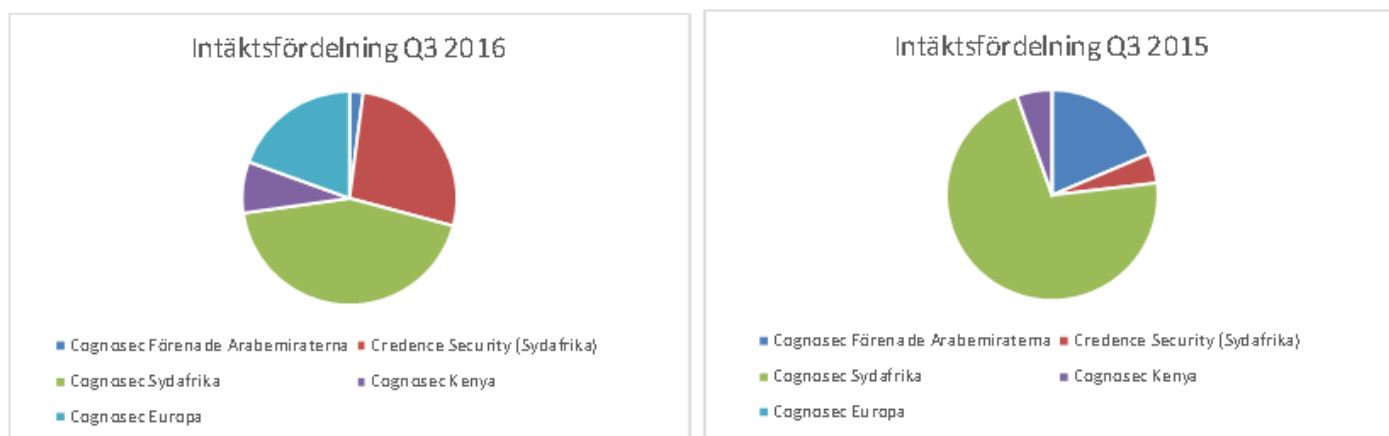 Intäktsfördelning Q3 2016
Cognosec Förenade Arabemiraterna
Credence Security (Sydafrika)
Cognosec Sydafrika
Cognosec Kenya
Cognosec Europa
Intäktsfördelning Q3 2015
Cognosec Förenade Arabemiraterna
Credence Security (Sydafrika)
Cognosec Sydafrika
Cognosec Kenya
Cognosec Europa